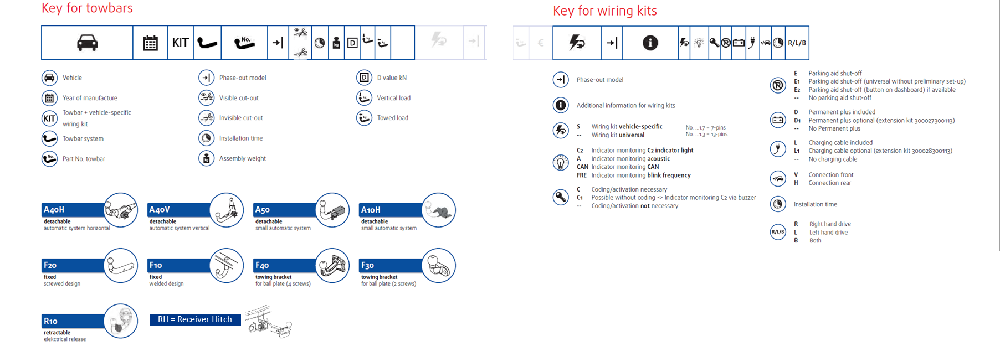 Key for towbars
KIT
No.
kg
D
kg
kg
Vehicle
Year of manufacture
KIT
Towbar + vehicle-specific
wiring kit
Towbar system
No.
Part No. towbar
Phase-out model
Visible cut-out
Invisible cut-out
Installation time
kg
Assembly weight
D
D value kN
kg
Vertical load
kg
Towed load
A40H
detachable
automatic system horizontal
A40V
detachable
automatic system vertical
A50
detachable
small automatic system
A10H
detachable
small automatic system
F20
fixed
screwed design
F10
fixed
welded design
F40
towing bracket
for ball plate (4 screws)
F30
towing bracket
for ball plate (2 screws)
R10
retractable
elekctrical release
RH = Receiver Hitch
Key for wiring kits
€
i
R/L/B
Phase-out model
i
Additional information for wiring kits
S Wiring kit vehicle-specific No. ...1.7 = 7-pins
-- Wiring kit universal No. ...1.3 = 13-pins
C2 Indicator monitoring C2 indicator light
A Indicator monitoring acoustic
CAN Indicator monitoring CAN
FRE Indicator monitoring blink frequency
C Coding/activation necessary
C1 Possible without coding -> Indicator monitoring C2 via buzzer
-- Coding/activation not necessary
E Parking aid shut-off
E1 Parking aid shut-off (universal without preliminary set-up)
E2 Parking aid shut-off (button on dashboard) if available
-- No parking aid shut-off
D Permanent plus included
D1 Permanent plus optional (extension kit 300027300113)
-- No Permanent plus
L Charging cable included
L1 Charging cable optional (extension kit 300028300113)
-- No charging cable
V Connection front
H Connection rear
Installation time
R/L/B
R Right hand drive
L Left hand drive
B Both